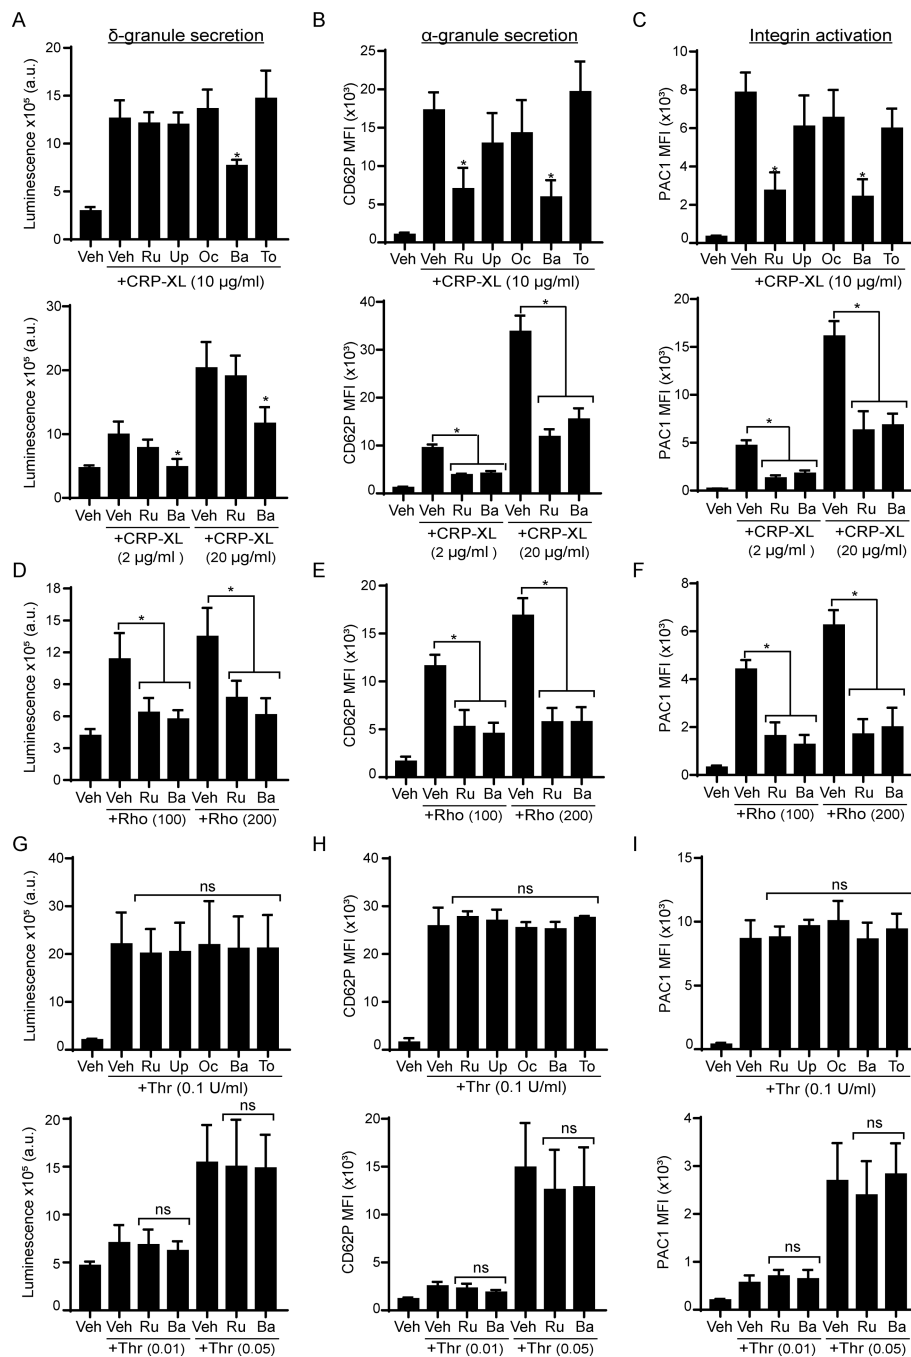 A
δ-granule secretion
Luminescence x10⁵ (a.u.)
20
15
10
5
0
*
Veh Veh Ru Up Oc Ba To
+CRP-XL (10 µg/ml)
B
α-granule secretion
CD62P MFI (x10³)
25
20
15
10
5
0
* *
Veh Veh Ru Up Oc Ba To
+CRP-XL (10 µg/ml)
C
Integrin activation
PAC1 MFI (x10³)
10
8
6
4
2
0
* *
Veh Veh Ru Up Oc Ba To
+CRP-XL (10 µg/ml)
Luminescence x10⁵ (a.u.)
30
20
10
0
* *
Veh Veh Ru Ba Veh Ru Ba
+CRP-XL +CRP-XL
(2 µg/ml ) (20 µg/ml)
CD62P MFI (x10³)
40
30
20
10
0
* *
Veh Veh Ru Ba Veh Ru Ba
+CRP-XL +CRP-XL
(2 µg/ml ) (20 µg/ml)
PAC1 MFI (x10³)
20
15
10
5
0
* *
Veh Veh Ru Ba Veh Ru Ba
+CRP-XL +CRP-XL
(2 µg/ml ) (20 µg/ml)
D
Luminescence x10⁵ (a.u.)
18
15
12
9
6
3
0
* *
Veh Veh Ru Ba Veh Ru Ba
+Rho (100) +Rho (200)
E
CD62P MFI (x10³)
20
15
10
5
0
* *
Veh Veh Ru Ba Veh Ru Ba
+Rho (100) +Rho (200)
F
PAC1 MFI (x10³)
8
6
4
2
0
* *
Veh Veh Ru Ba Veh Ru Ba
+Rho (100) +Rho (200)
G
Luminescence x10⁵ (a.u.)
40
30
20
10
0
ns
Veh Veh Ru Up Oc Ba To
+Thr (0.1 U/ml)
H
CD62P MFI (x10³)
40
30
20
10
0
ns
Veh Veh Ru Up Oc Ba To
+Thr (0.1 U/ml)
I
PAC1 MFI (x10³)
15
10
5
0
ns
Veh Veh Ru Up Oc Ba To
+Thr (0.1 U/ml)
Luminescence x10⁵ (a.u.)
20
15
10
5
0
ns ns
Veh Veh Ru Ba Veh Ru Ba
+Thr (0.01) +Thr (0.05)
CD62P MFI (x10³)
20
15
10
5
0
ns ns
Veh Veh Ru Ba Veh Ru Ba
+Thr (0.01) +Thr (0.05)
PAC1 MFI (x10³)
4
3
2
1
0
ns ns
Veh Veh Ru Ba Veh Ru Ba
+Thr (0.01) +Thr (0.05)